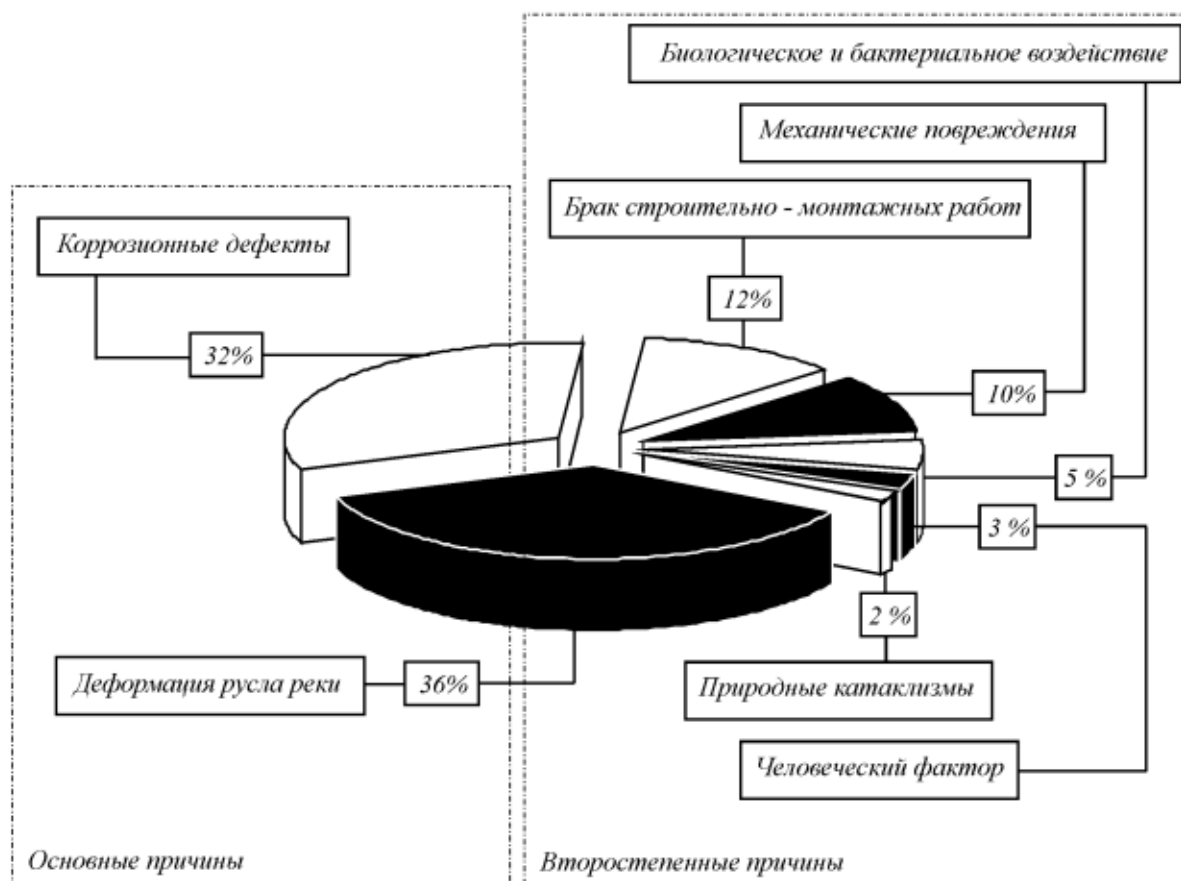 Биологическое и бактериальное воздействие
Механические повреждения
Брак строительно - монтажных работ
Коррозионные дефекты
12%
32%
10%
5 %
3 %
2 %
Деформация русла реки
36%
Природные катаклизмы
Человеческий фактор
Основные причины
Второстепенные причины